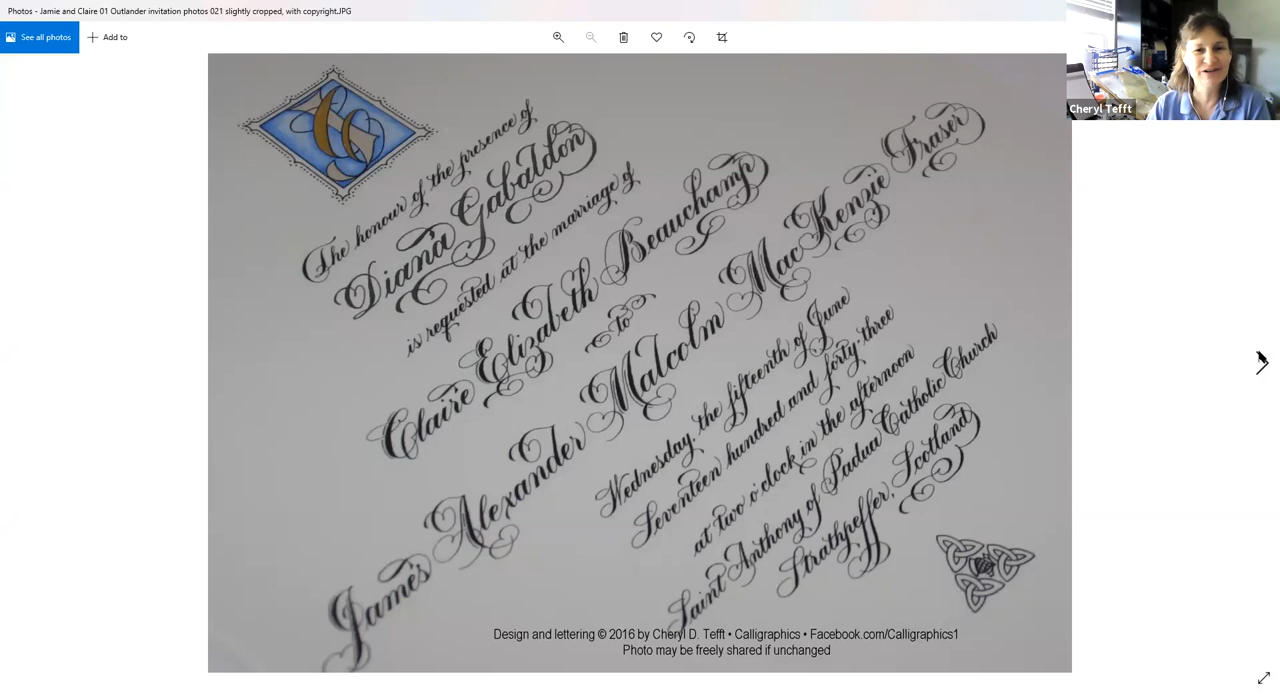 Photos - Jamie and Claire 01 Outlander invitation photos 021 slightly cropped, with copyright.JPG
See all photos
Add to
Cheryl Tefft
The honour of the presence of
Diana Gabaldon
is requested at the marriage of
Claire Elizabeth Beauchamp
to
James Alexander Malcolm MacKenzie Fraser
Wednesday, the fifteenth of June
Seventeen hundred and forty-three
at two o'clock in the afternoon
Saint Anthony of Padua Catholic Church
Strathpeffer, Scotland
Design and lettering © 2016 by Cheryl D. Tefft • Calligraphics • Facebook.com/Calligraphics1
Photo may be freely shared if unchanged